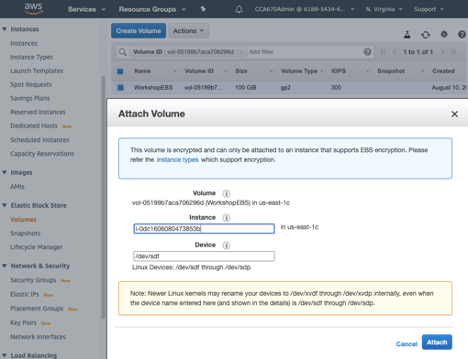 aws
Services
Resource Groups
CCA670Admin @ 6188-5434-6...
N. Virginia
Support
Instances
Instances
Instance Types
Launch Templates
Spot Requests
Savings Plans
Reserved Instances
Dedicated Hosts New
Scheduled Instances
Capacity Reservations
Images
AMIs
Elastic Block Store
Volumes
Snapshots
Lifecycle Manager
Network & Security
Security Groups New
Elastic IPs New
Placement Groups New
Key Pairs New
Network Interfaces
Load Balancing
Create Volume
Actions
Volume ID : vol-05199b7aca706296d
Add filter
1 to 1 of 1
Name Volume ID Size Volume Type IOPS Snapshot Created
WorkshopEBS vol-05199b7... 100 GiB gp2 300 August 10, 2
Attach Volume
This volume is encrypted and can only be attached to an instance that supports EBS encryption. Please
refer the instance types which support encryption.
Volume
vol-05199b7aca706296d (WorkshopEBS) in us-east-1c
Instance
i-0dc1606080473853b in us-east-1c
Device
/dev/sdf
Linux Devices: /dev/sdf through /dev/sdp
Note: Newer Linux kernels may rename your devices to /dev/xvdf through /dev/xvdp internally, even when
the device name entered here (and shown in the details) is /dev/sdf through /dev/sdp.
Cancel
Attach